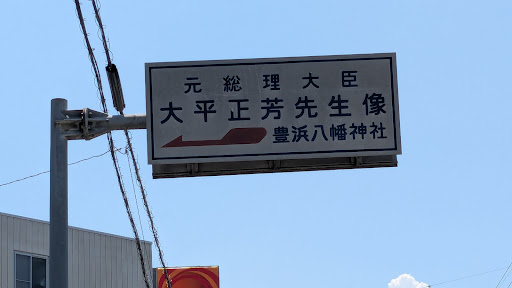 元総理大臣
大平正芳先生像
豊浜八幡神社